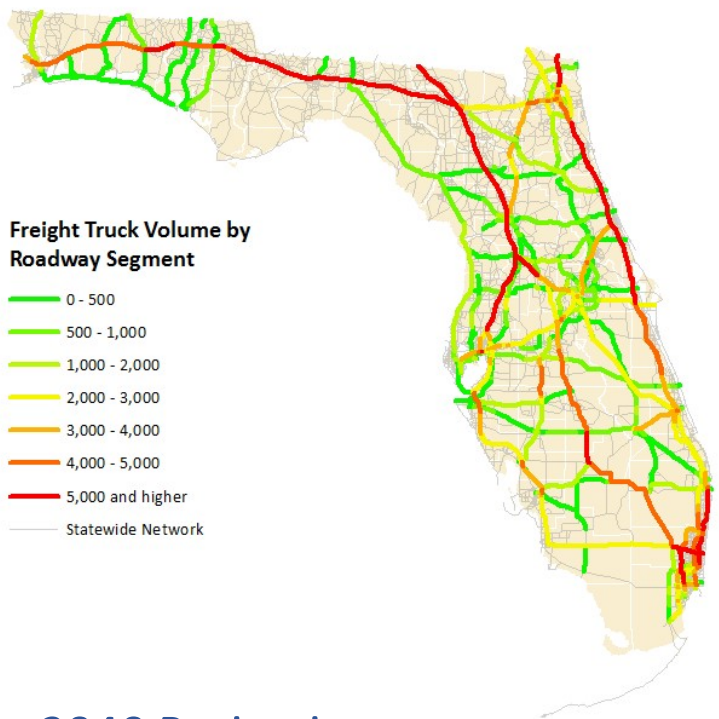 Freight Truck Volume by
Roadway Segment
0 - 500
500 - 1,000
1,000 - 2,000
2,000 - 3,000
3,000 - 4,000
4,000 - 5,000
5,000 and higher
Statewide Network